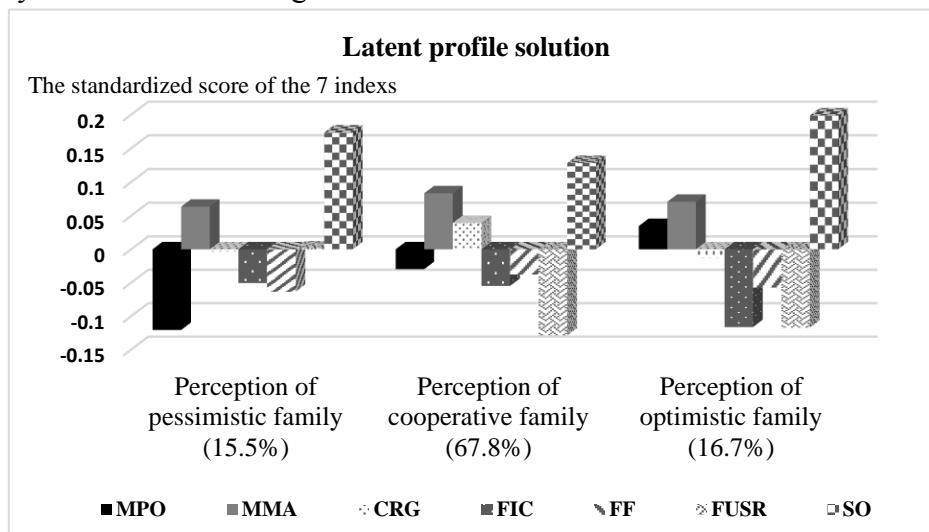 Latent profile solution
The standardized score of the 7 indexs
0.2
0.15
0.1
0.05
0
-0.05
-0.1
-0.15
Perception of pessimistic family (15.5%)
Perception of cooperative family (67.8%)
Perception of optimistic family (16.7%)
MPO MMA CRG FIC FF FUSR SO